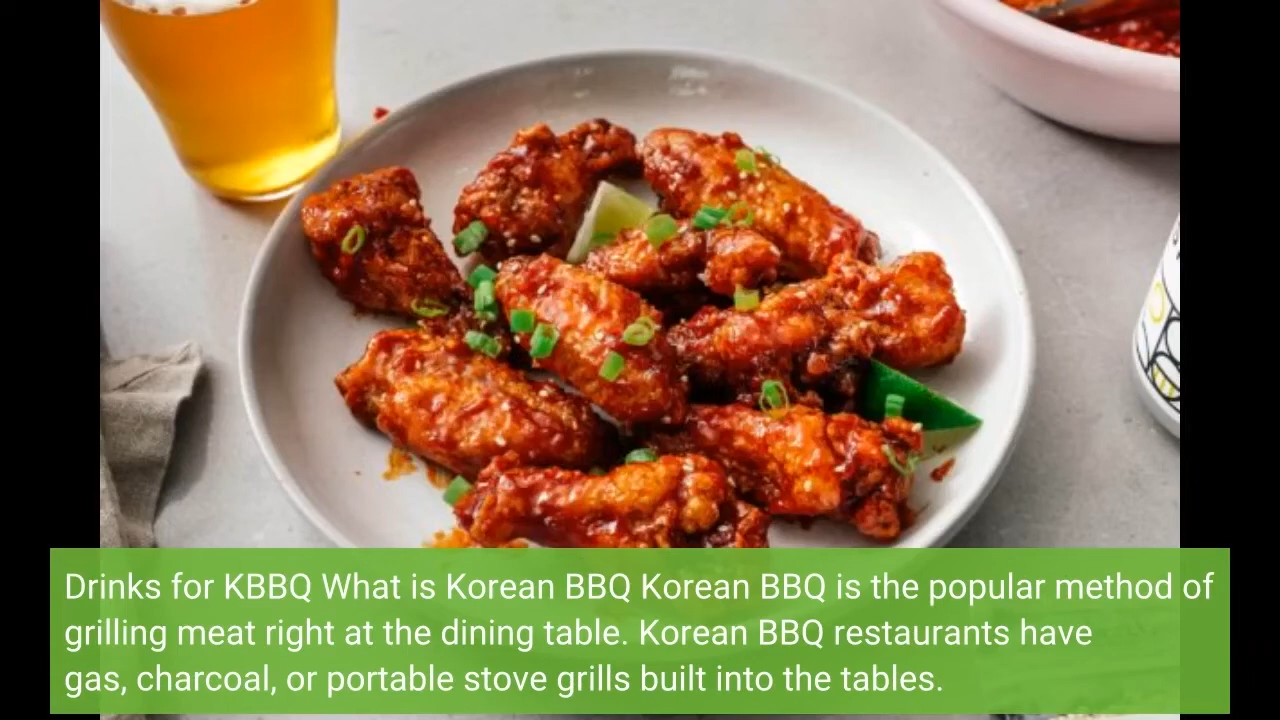 Drinks for KBBQ What is Korean BBQ Korean BBQ is the popular method of
grilling meat right at the dining table. Korean BBQ restaurants have
gas, charcoal, or portable stove grills built into the tables.